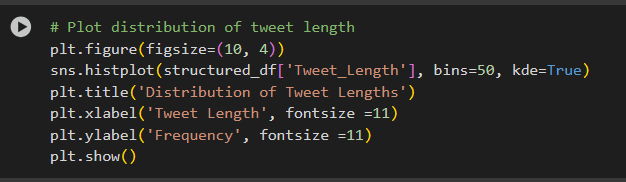 # Plot distribution of tweet length
plt.figure(figsize=(10, 4))
sns.histplot(structured_df['Tweet_Length'], bins=50, kde=True)
plt.title('Distribution of Tweet Lengths')
plt.xlabel('Tweet Length', fontsize =11)
plt.ylabel('Frequency', fontsize =11)
plt.show()